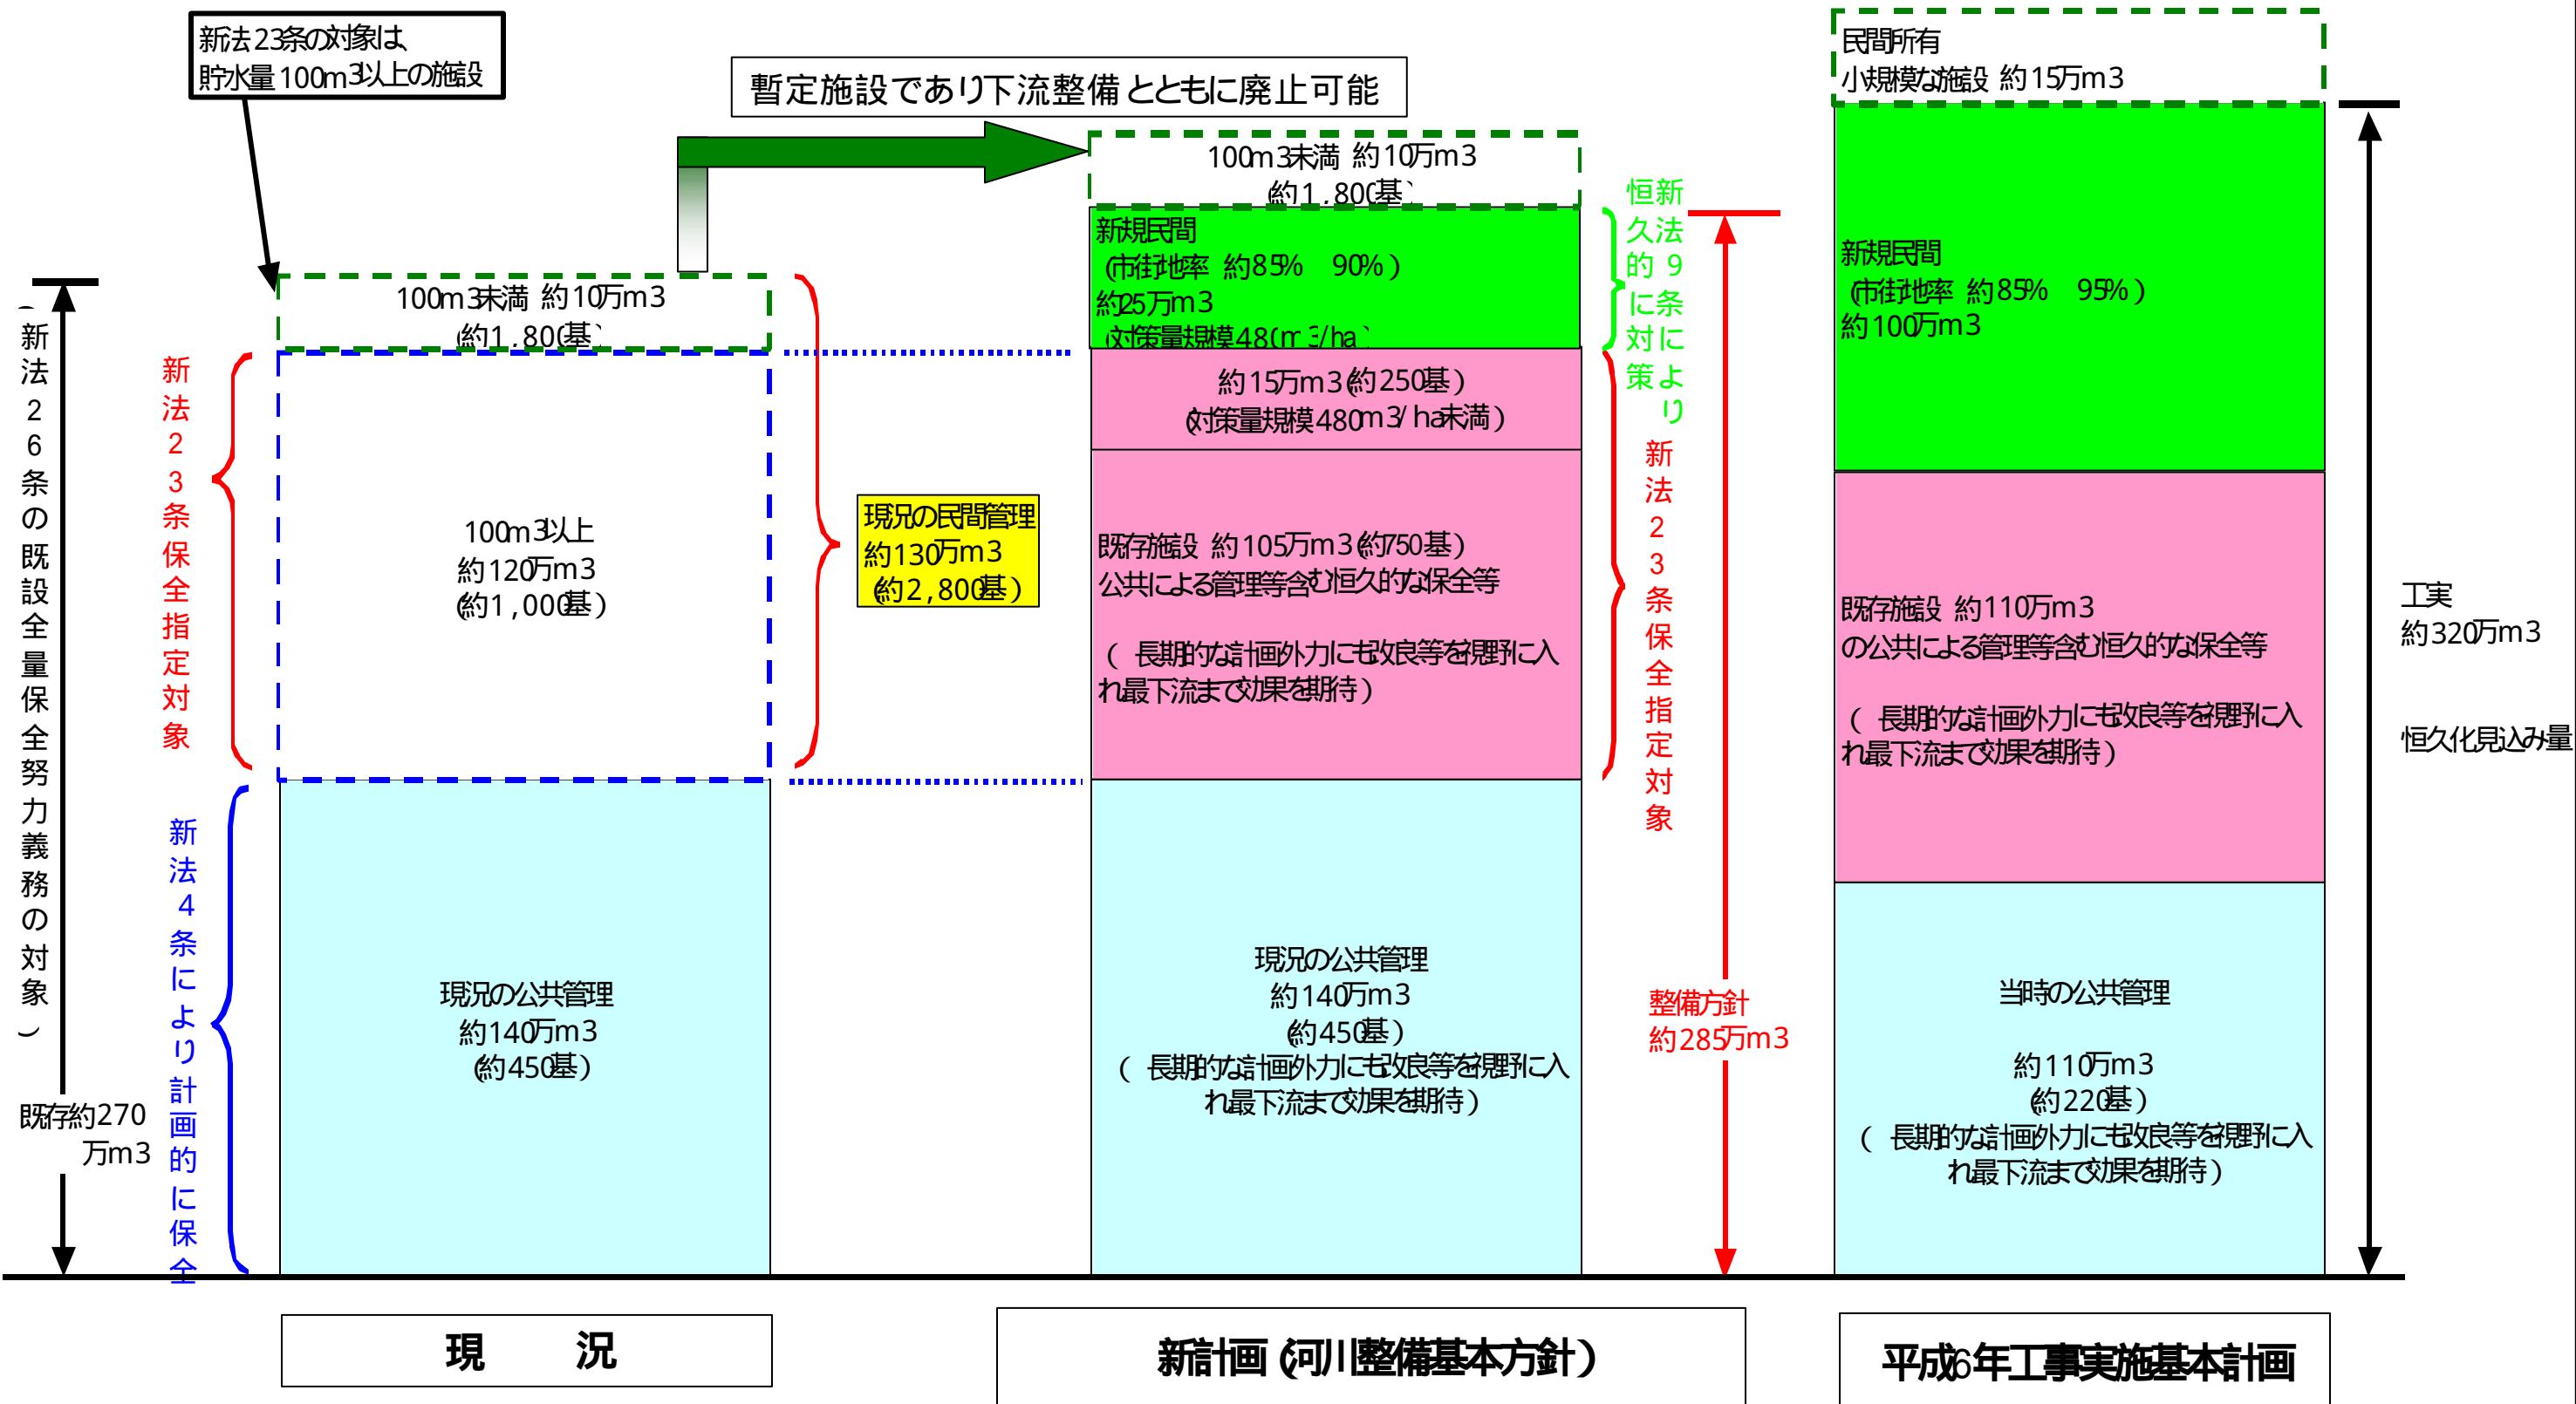 新法23条の対象は、
貯水量100m3以上の施設
暫定施設であり下流整備とともに廃止可能
民間所有
小規模な施設 約15万m3
100m3未満 約10万m3
(約1,800基)
新規民間
(市街地率 約85% 90%)
約25万m3
(対策量規模480m3/ha)
約15万m3(約250基)
(対策量規模480m3/ha未満)
既存施設 約105万m3(約750基)
公共による管理等含む恒久的な保全等
( 長期的な計画外力にも改良等を視野に入
れ最下流まで効果を期待)
現況の公共管理
約140万m3
(約450基)
( 長期的な計画外力にも改良等を視野に入
れ最下流まで効果を期待)
新法9条により
恒久的に対策
新法23条保全指定対象
整備方針
約285万m3
(新法26条の既設全量保全努力義務の対象)
既存約270
万m3
新法23条保全指定対象
新法4条により計画的に保全
100m3未満 約10万m3
(約1,800基)
100m3以上
約120万m3
(約1,000基)
現況の公共管理
約140万m3
(約450基)
現況の民間管理
約130万m3
(約2,800基)
新規民間
(市街地率 約85% 95%)
約100万m3
既存施設 約110万m3
の公共による管理等含む恒久的な保全等
( 長期的な計画外力にも改良等を視野に入
れ最下流まで効果を期待)
当時の公共管理
約110万m3
(約220基)
( 長期的な計画外力にも改良等を視野に入
れ最下流まで効果を期待)
工実
約320万m3
恒久化見込み量
現 況
新計画(河川整備基本方針)
平成6年工事実施基本計画